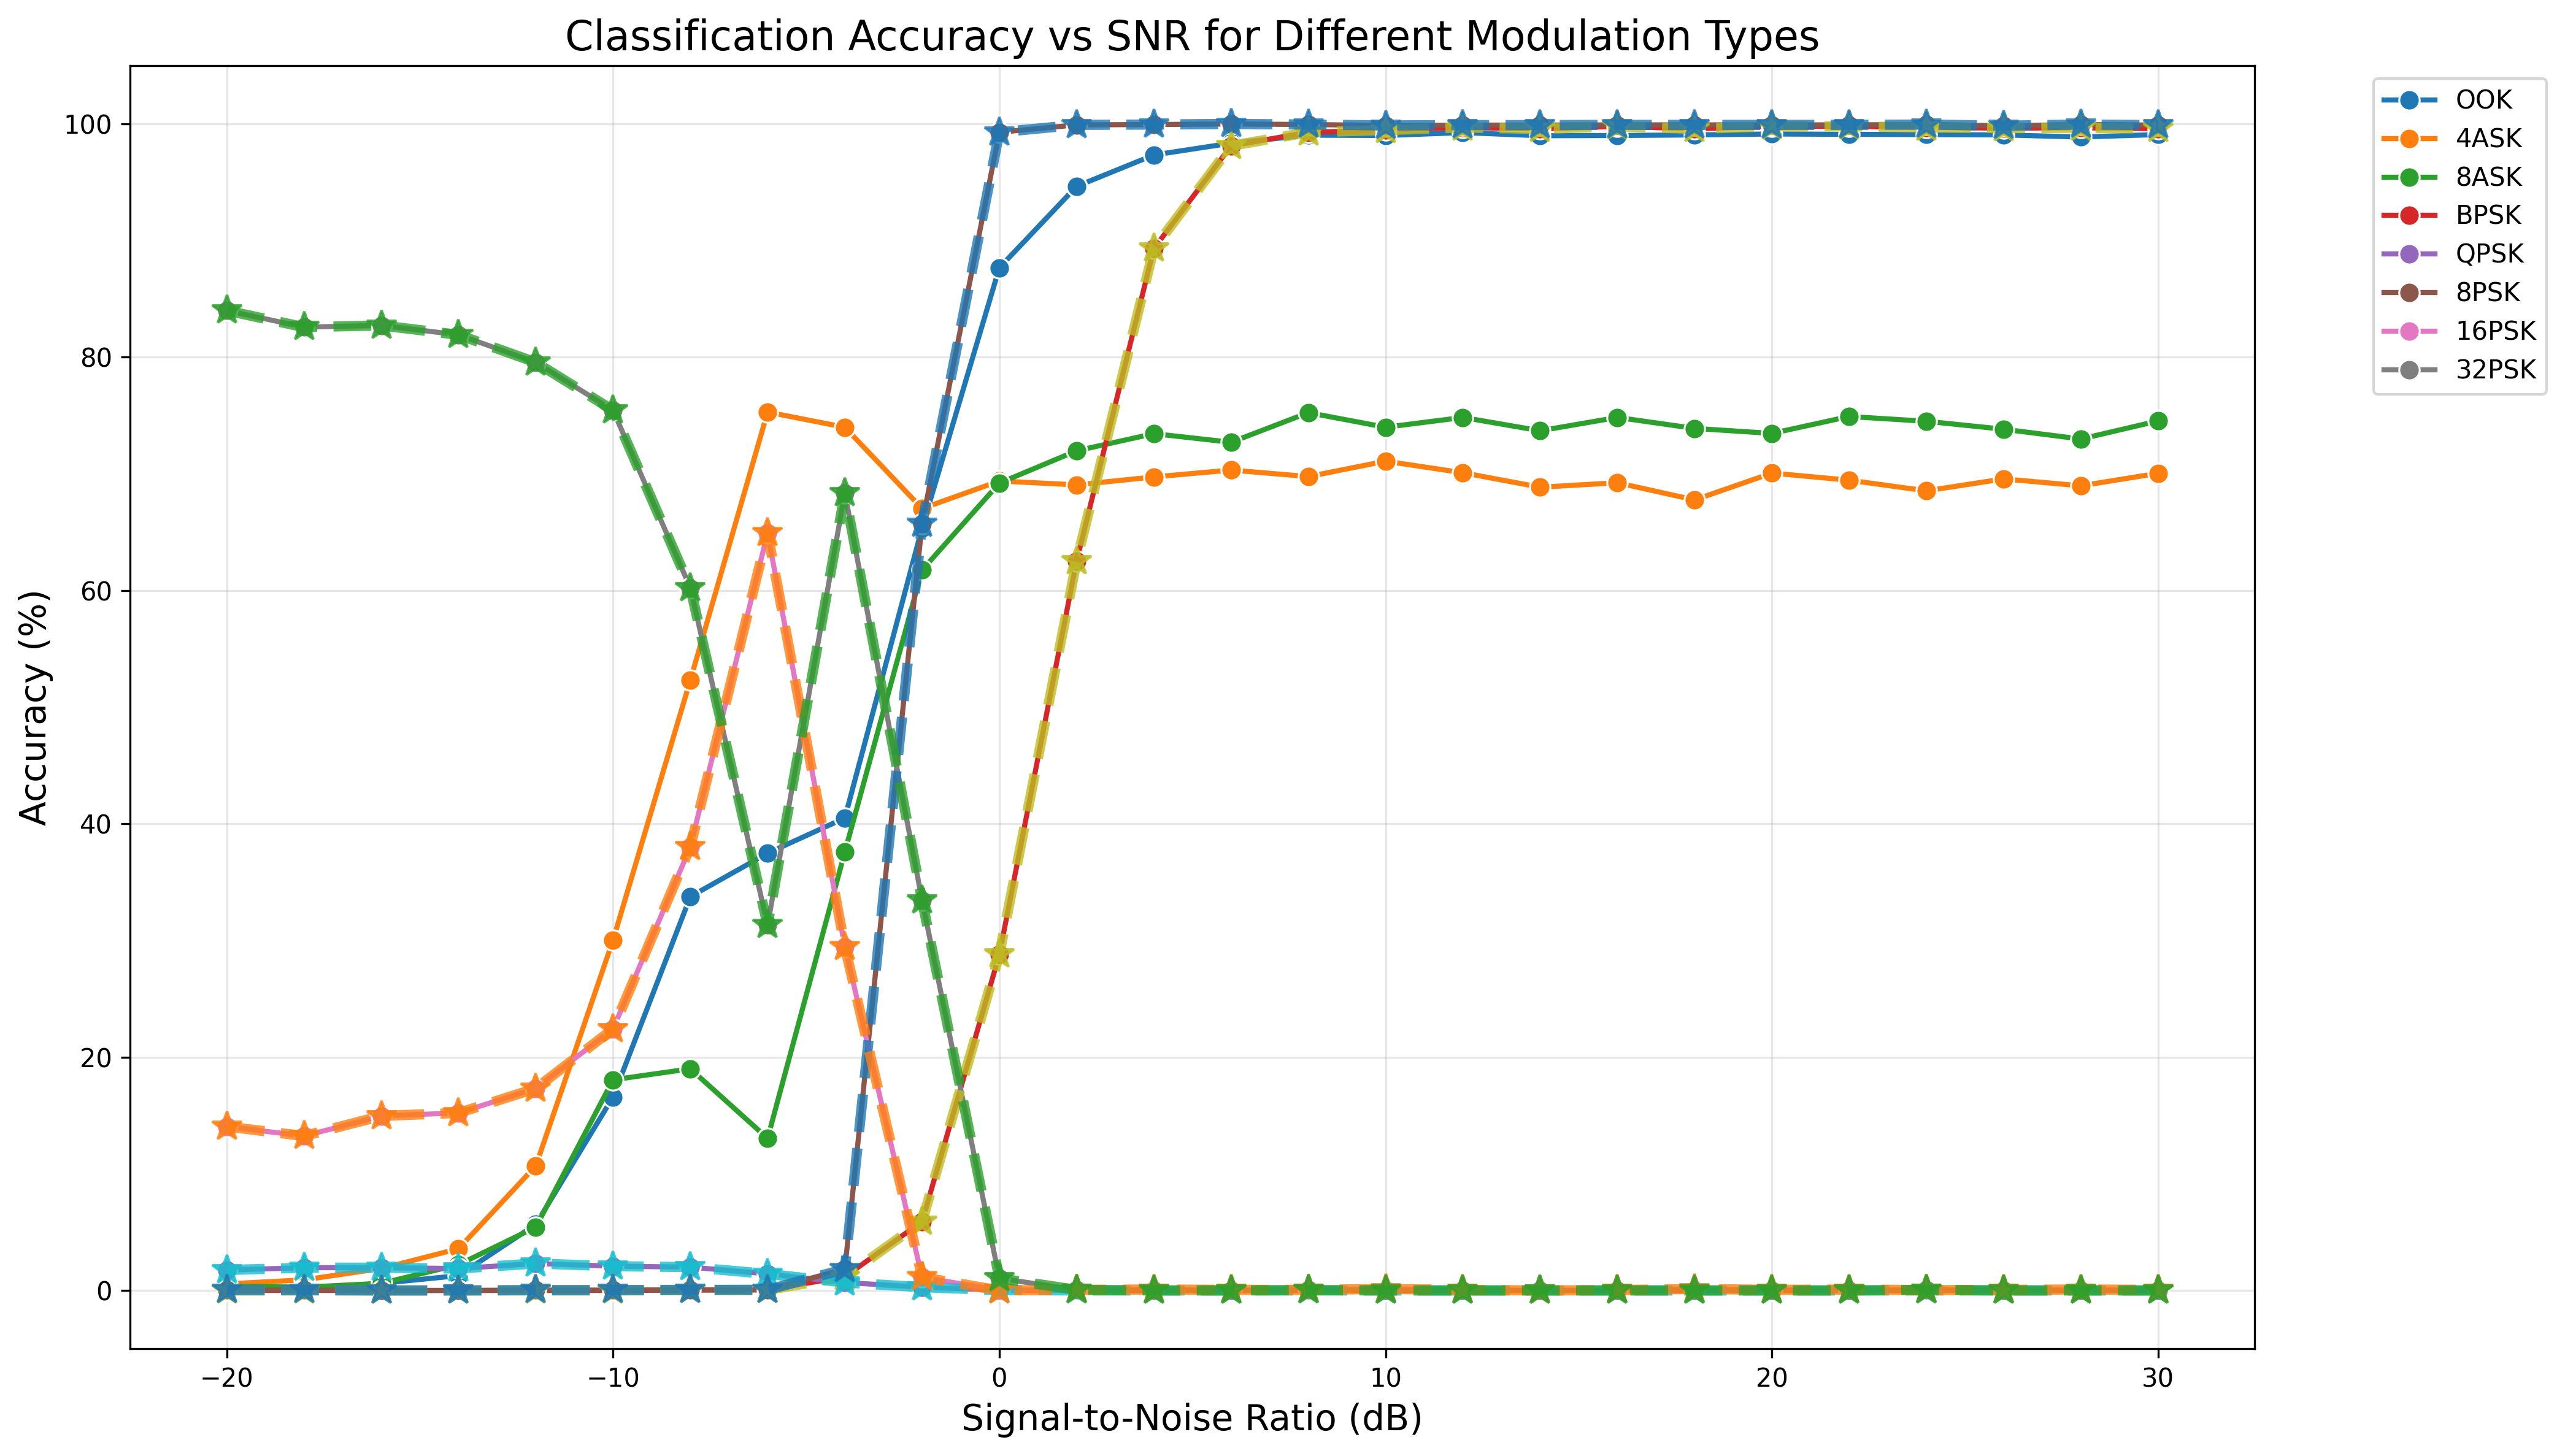 Classification Accuracy vs SNR for Different Modulation Types
100
80
60
40
20
0
Accuracy (%)
−20
−10
0
10
20
30
Signal-to-Noise Ratio (dB)
OOK
4ASK
8ASK
BPSK
QPSK
8PSK
16PSK
32PSK